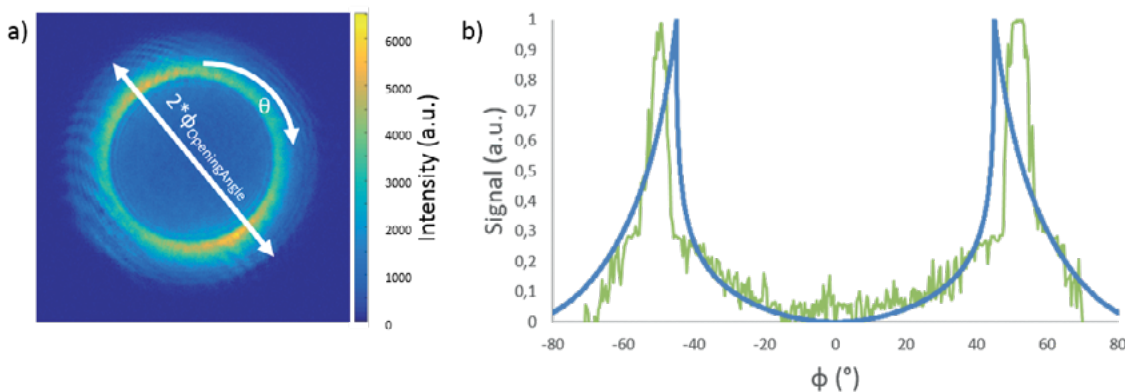 a)
2*ϕOpeningAngle
θ
6000
5000
4000
3000
2000
1000
0
Intensity (a.u.)
b)
Signal (a.u.)
1
0,9
0,8
0,7
0,6
0,5
0,4
0,3
0,2
0,1
0
-80 -60 -40 -20 0 20 40 60 80
ϕ (°)